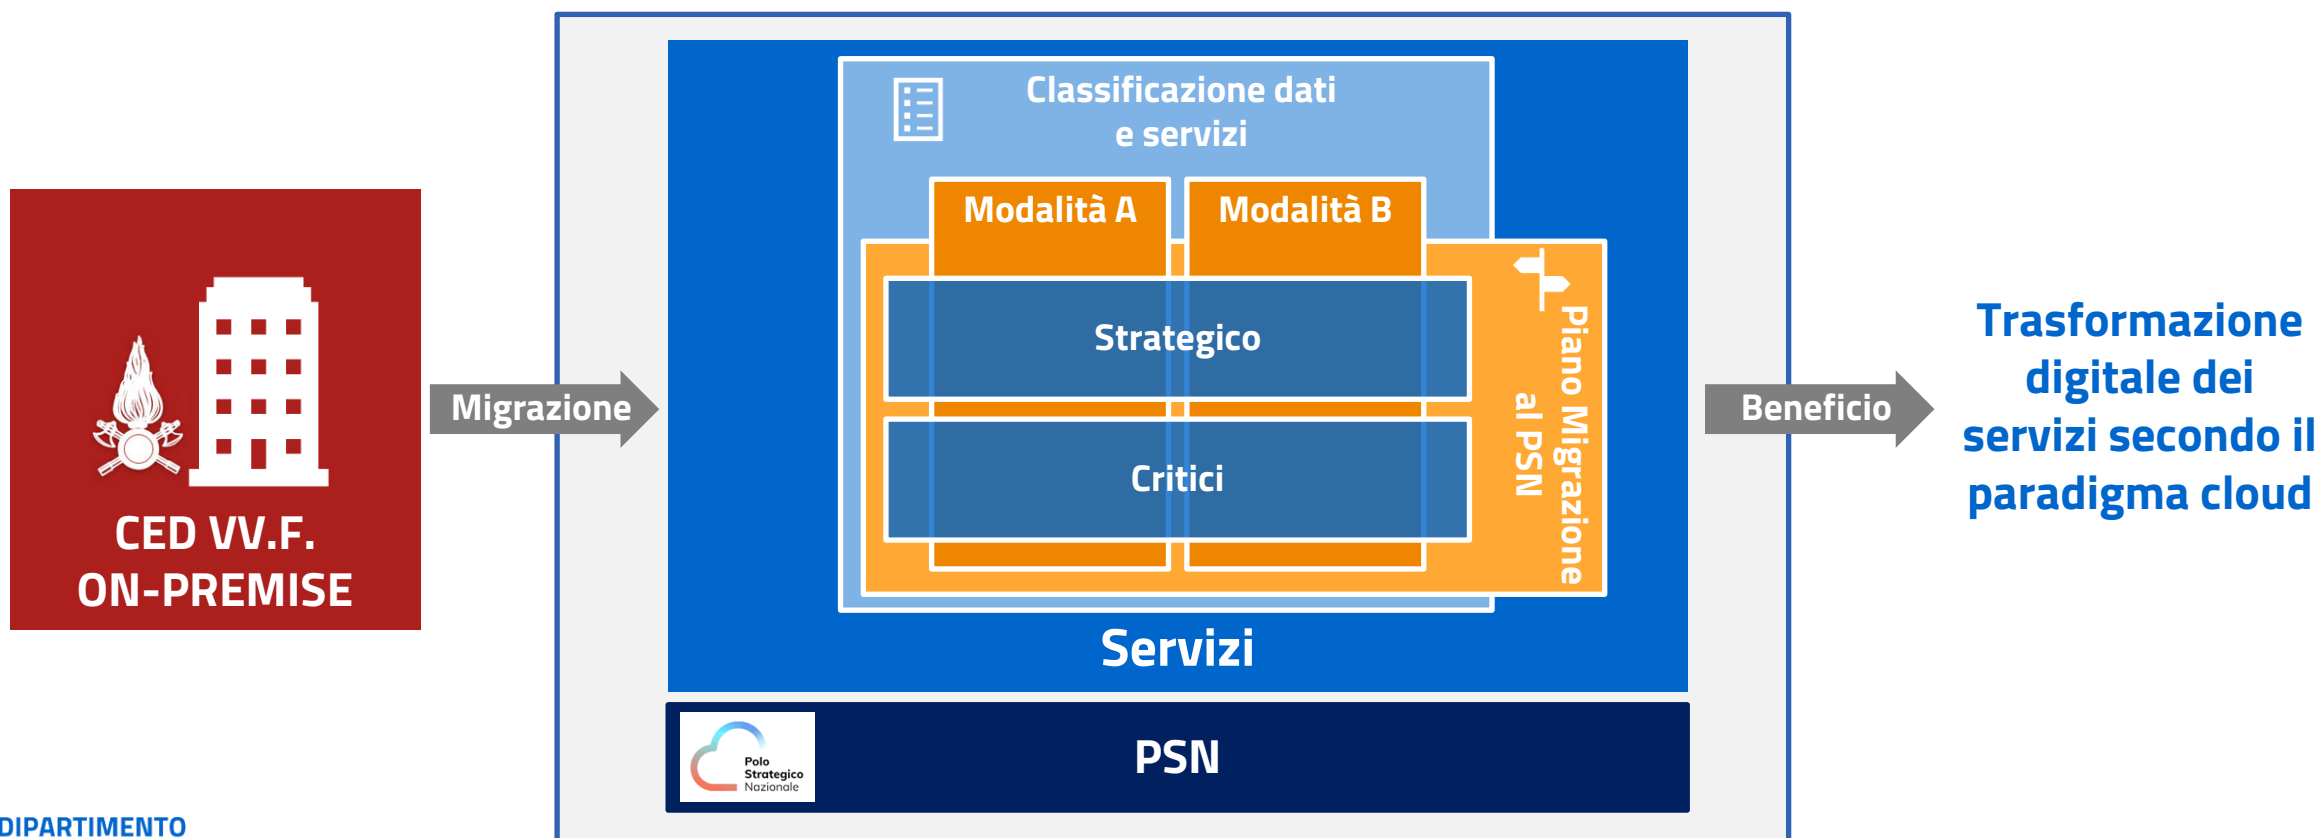 CED VV.F.
ON-PREMISE
Migrazione
Classificazione dati
e servizi
Modalità A
Modalità B
Strategico
Critici
Piano Migrazione
al PSN
Servizi
Polo
Strategico
Nazionale
PSN
Beneficio
Trasformazione
digitale dei
servizi secondo il
paradigma cloud
DIPARTIMENTO